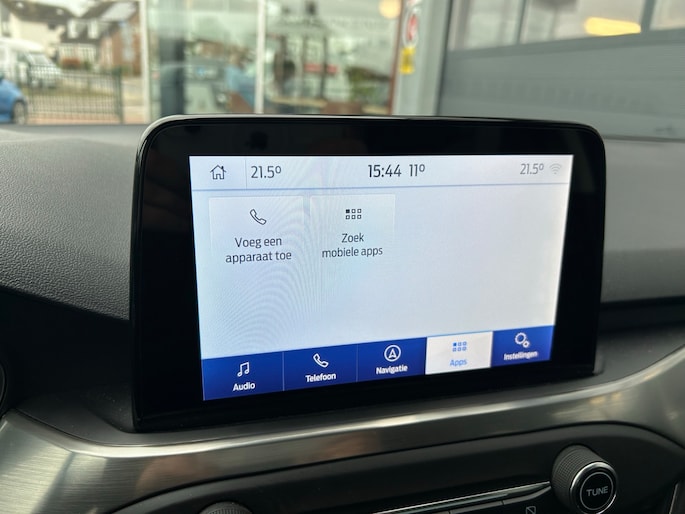 21.5° 15:44 11° 21.5°
Voeg een
apparaat toe
Zoek
mobiele apps
Audio
Telefoon
Navigatie
Apps
Instellingen
TUNE